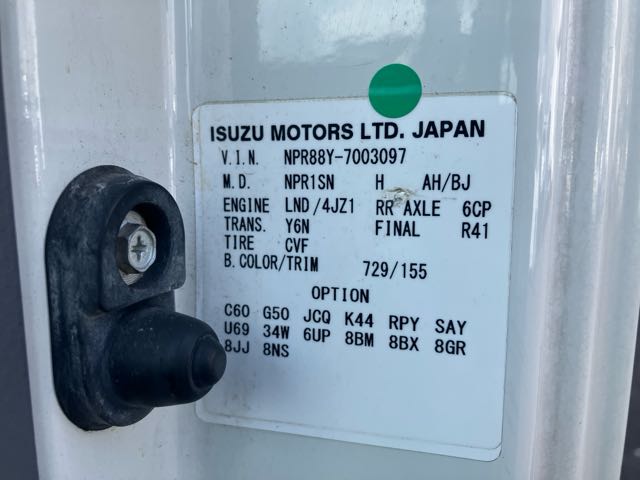 ISUZU MOTORS LTD. JAPAN
V.I.N. NPR88Y-7003097
M.D. NPR1SN H AH/BJ
ENGINE LND/4JZ1 RR AXLE 6CP
TRANS. Y6N FINAL R41
TIRE CVF
B.COLOR/TRIM 729/155
OPTION
C60 G50 JCQ K44 RPY SAY
U69 34W 6UP 8BM 8BX 8GR
8JJ 8NS